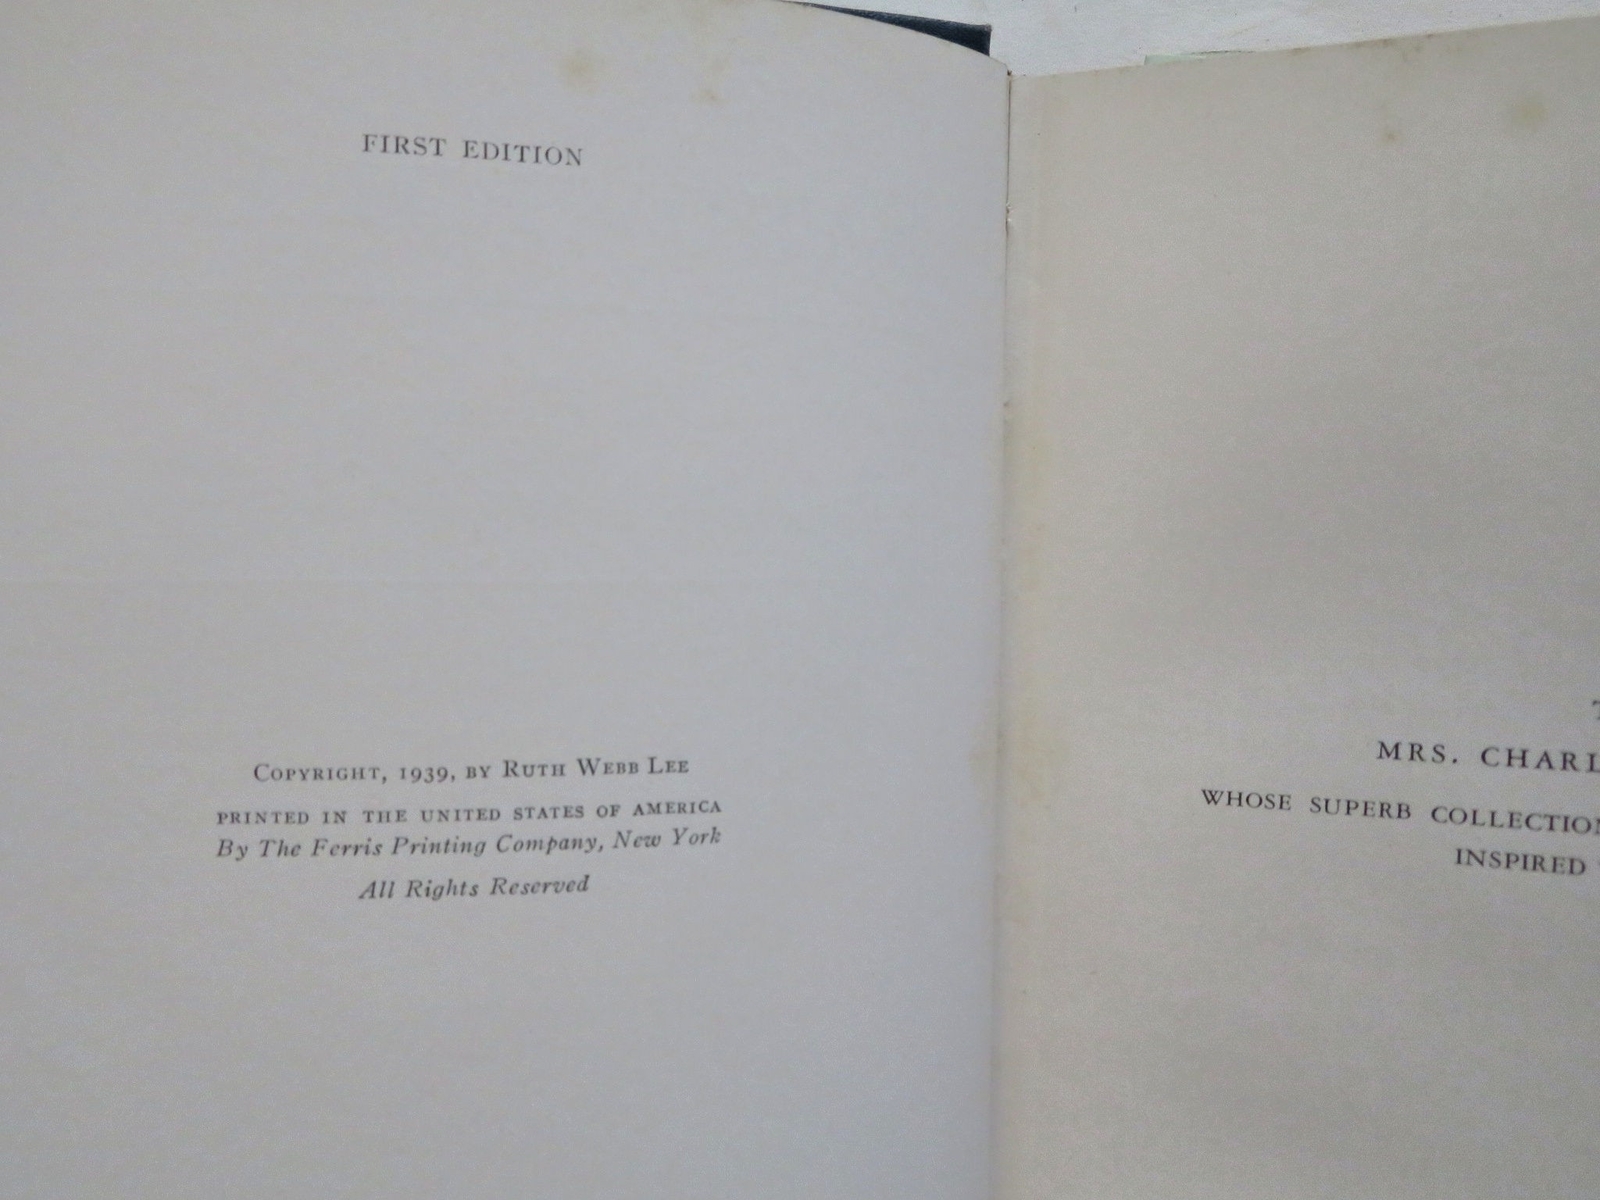 FIRST EDITION
COPYRIGHT, 1939, BY RUTH WEBB LEE
PRINTED IN THE UNITED STATES OF AMERICA
By The Ferris Printing Company, New York
All Rights Reserved
MRS. CHARL
WHOSE SUPERB COLLECTION
INSPIRED